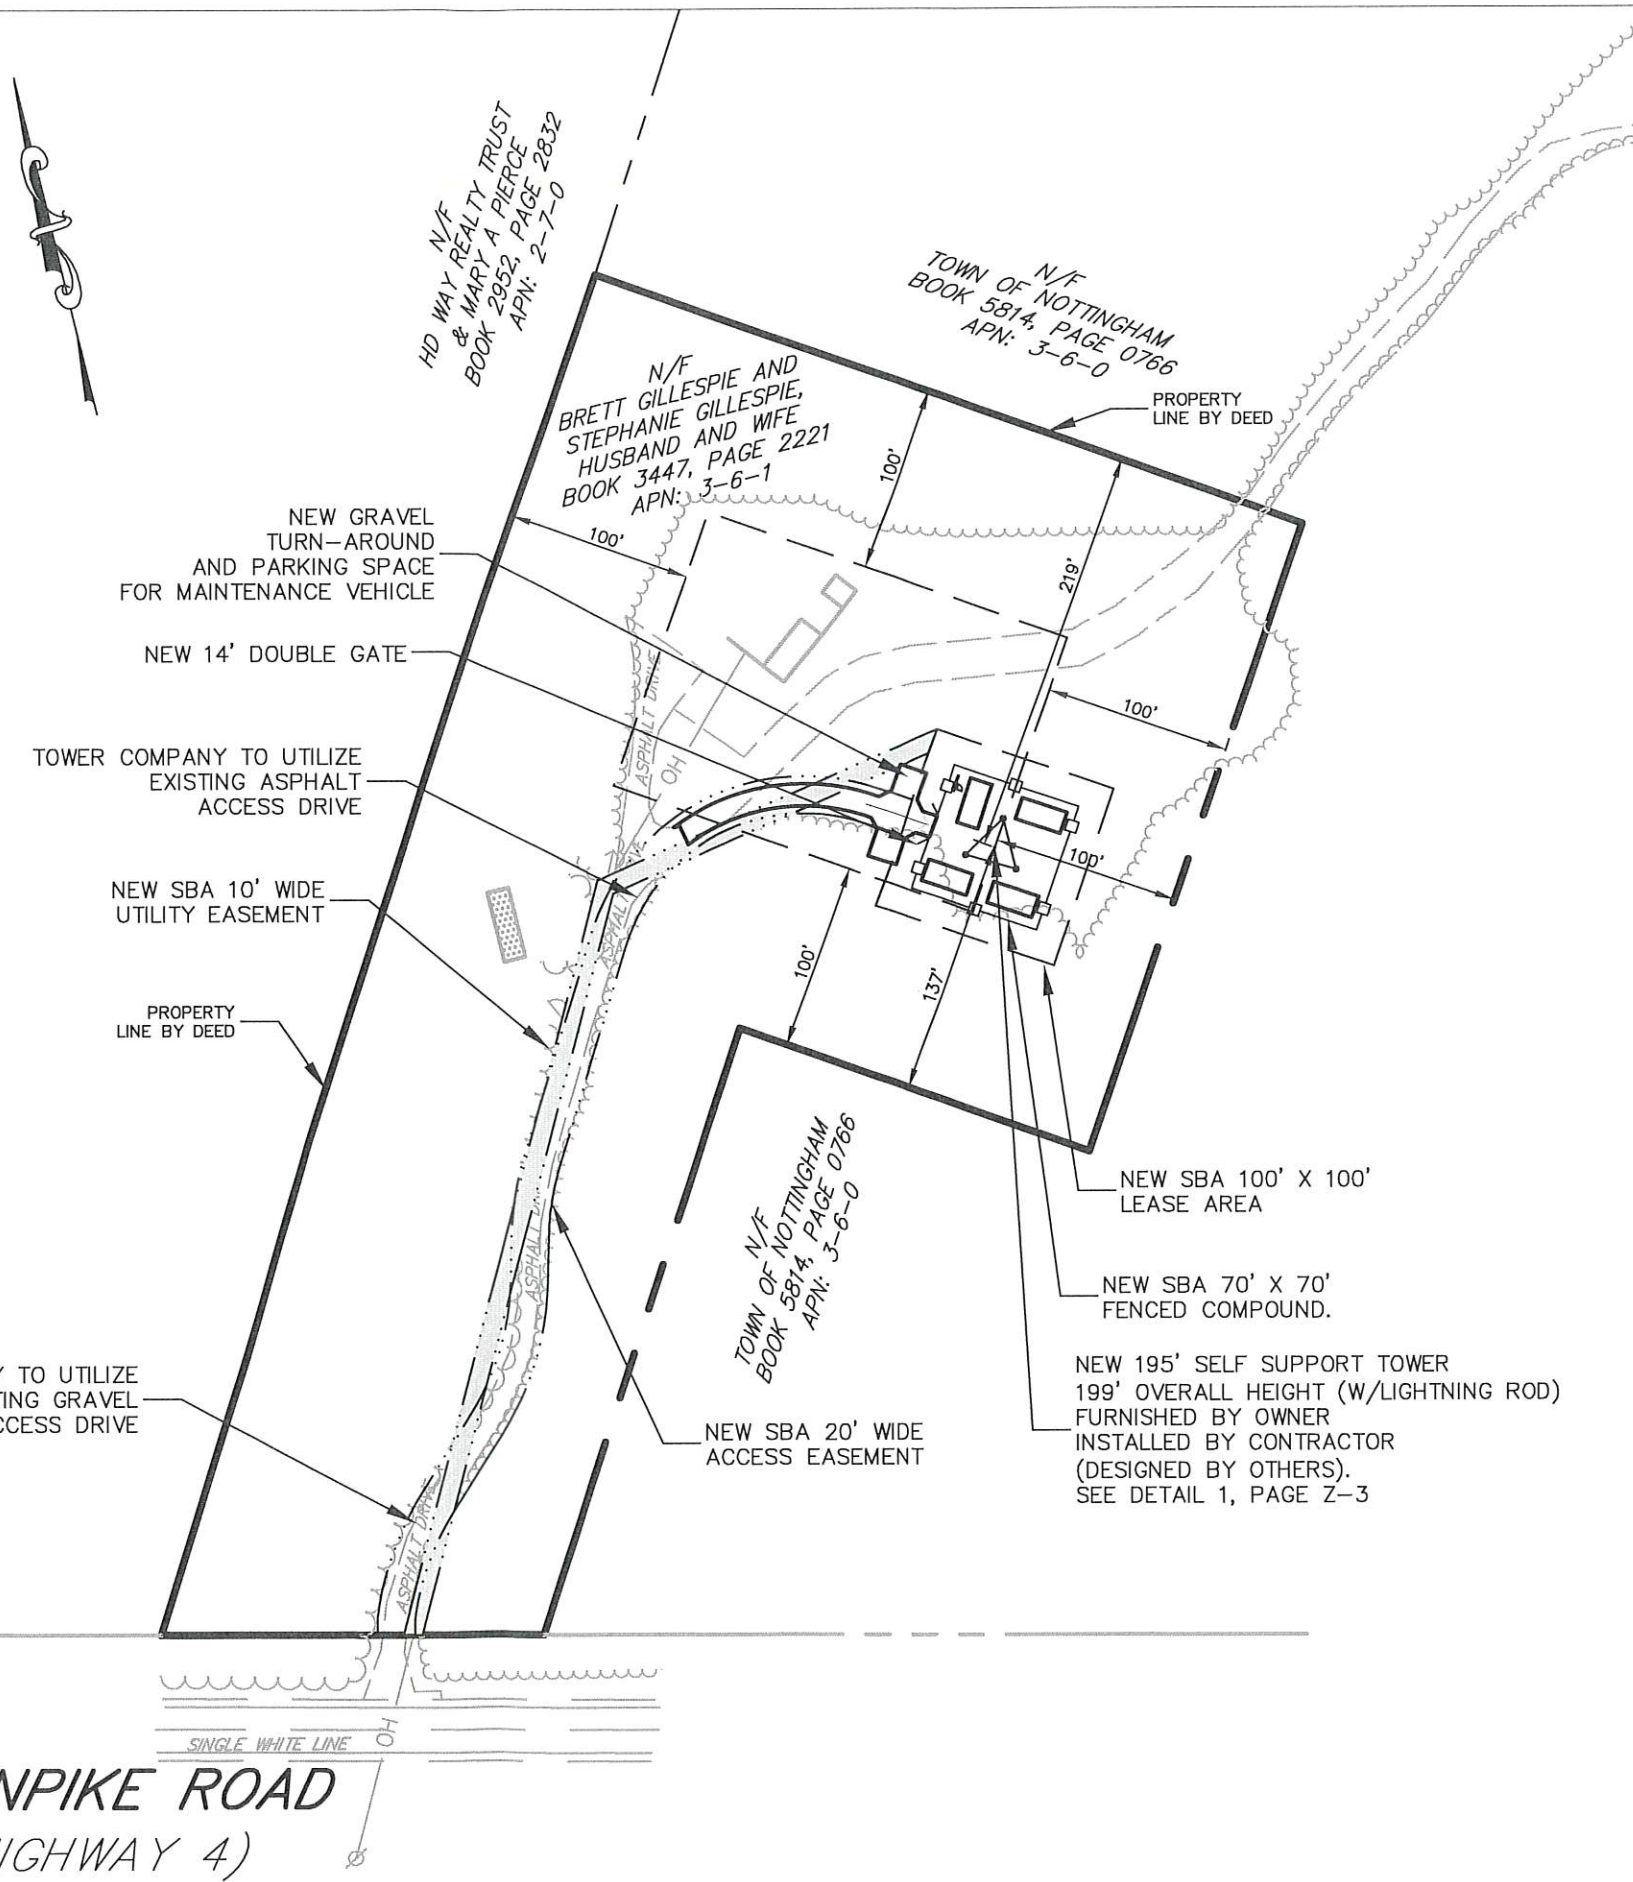 N/F
HD WAY REALTY TRUST
& MARY A PIERCE
BOOK 2952, PAGE 2832
APN: 2-7-0
N/F
TOWN OF NOTTINGHAM
BOOK 5814, PAGE 0766
APN: 3-6-0
N/F
BRETT GILLESPIE AND
STEPHANIE GILLESPIE,
HUSBAND AND WIFE
BOOK 3447, PAGE 2221
APN: 3-6-1
PROPERTY
LINE BY DEED
100'
100'
219'
NEW GRAVEL
TURN-AROUND
AND PARKING SPACE
FOR MAINTENANCE VEHICLE
NEW 14' DOUBLE GATE
ASPHALT DRIVE
OH
100'
TOWER COMPANY TO UTILIZE
EXISTING ASPHALT
ACCESS DRIVE
100'
NEW SBA 10' WIDE
UTILITY EASEMENT
ASPHALT DRIVE
100'
137'
PROPERTY
LINE BY DEED
N/F
TOWN OF NOTTINGHAM
BOOK 5814, PAGE 0766
APN: 3-6-0
NEW SBA 100' X 100'
LEASE AREA
ASPHALT
NEW SBA 70' X 70'
FENCED COMPOUND.
NEW 195' SELF SUPPORT TOWER
199' OVERALL HEIGHT (W/LIGHTNING ROD)
FURNISHED BY OWNER
INSTALLED BY CONTRACTOR
(DESIGNED BY OTHERS).
SEE DETAIL 1, PAGE Z-3
Y TO UTILIZE
TING GRAVEL
CCESS DRIVE
NEW SBA 20' WIDE
ACCESS EASEMENT
ASPHALT DRIVE
SINGLE WHITE LINE
OH
NPIKE ROAD
IGHWAY 4)